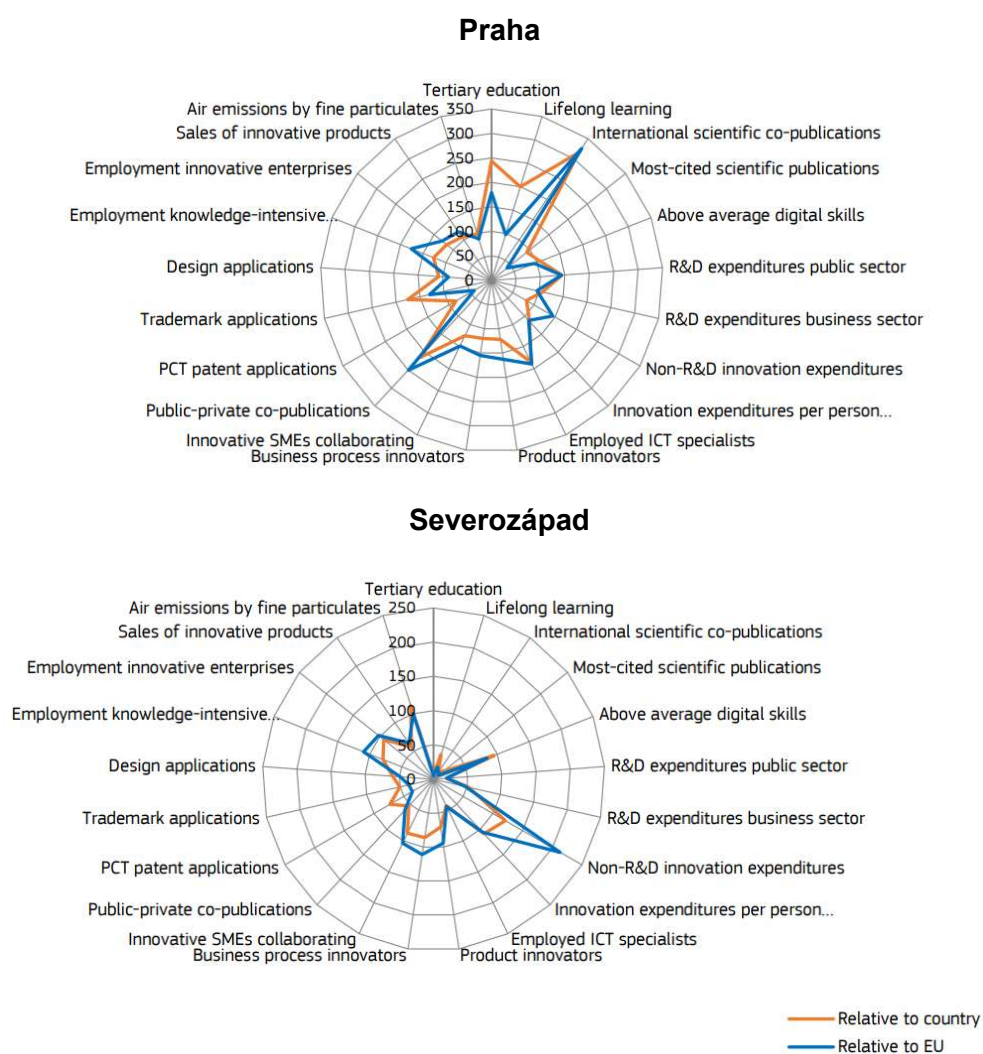 Praha
Tertiary education
Air emissions by fine particulates
350
Lifelong learning
Sales of innovative products
300
International scientific co-publications
Employment innovative enterprises
250
Most-cited scientific publications
200
Employment knowledge-intensive...
150
Above average digital skills
100
Design applications
50
R&D expenditures public sector
0
Trademark applications
R&D expenditures business sector
PCT patent applications
Non-R&D innovation expenditures
Public-private co-publications
Innovation expenditures per person...
Innovative SMEs collaborating
Employed ICT specialists
Business process innovators
Product innovators
Severozápad
Tertiary education
Air emissions by fine particulates
250
Lifelong learning
Sales of innovative products
200
International scientific co-publications
Employment innovative enterprises
150
Most-cited scientific publications
Employment knowledge-intensive...
100
Above average digital skills
50
Design applications
0
R&D expenditures public sector
Trademark applications
R&D expenditures business sector
PCT patent applications
Non-R&D innovation expenditures
Public-private co-publications
Innovation expenditures per person...
Innovative SMEs collaborating
Employed ICT specialists
Business process innovators
Product innovators
Relative to country
Relative to EU